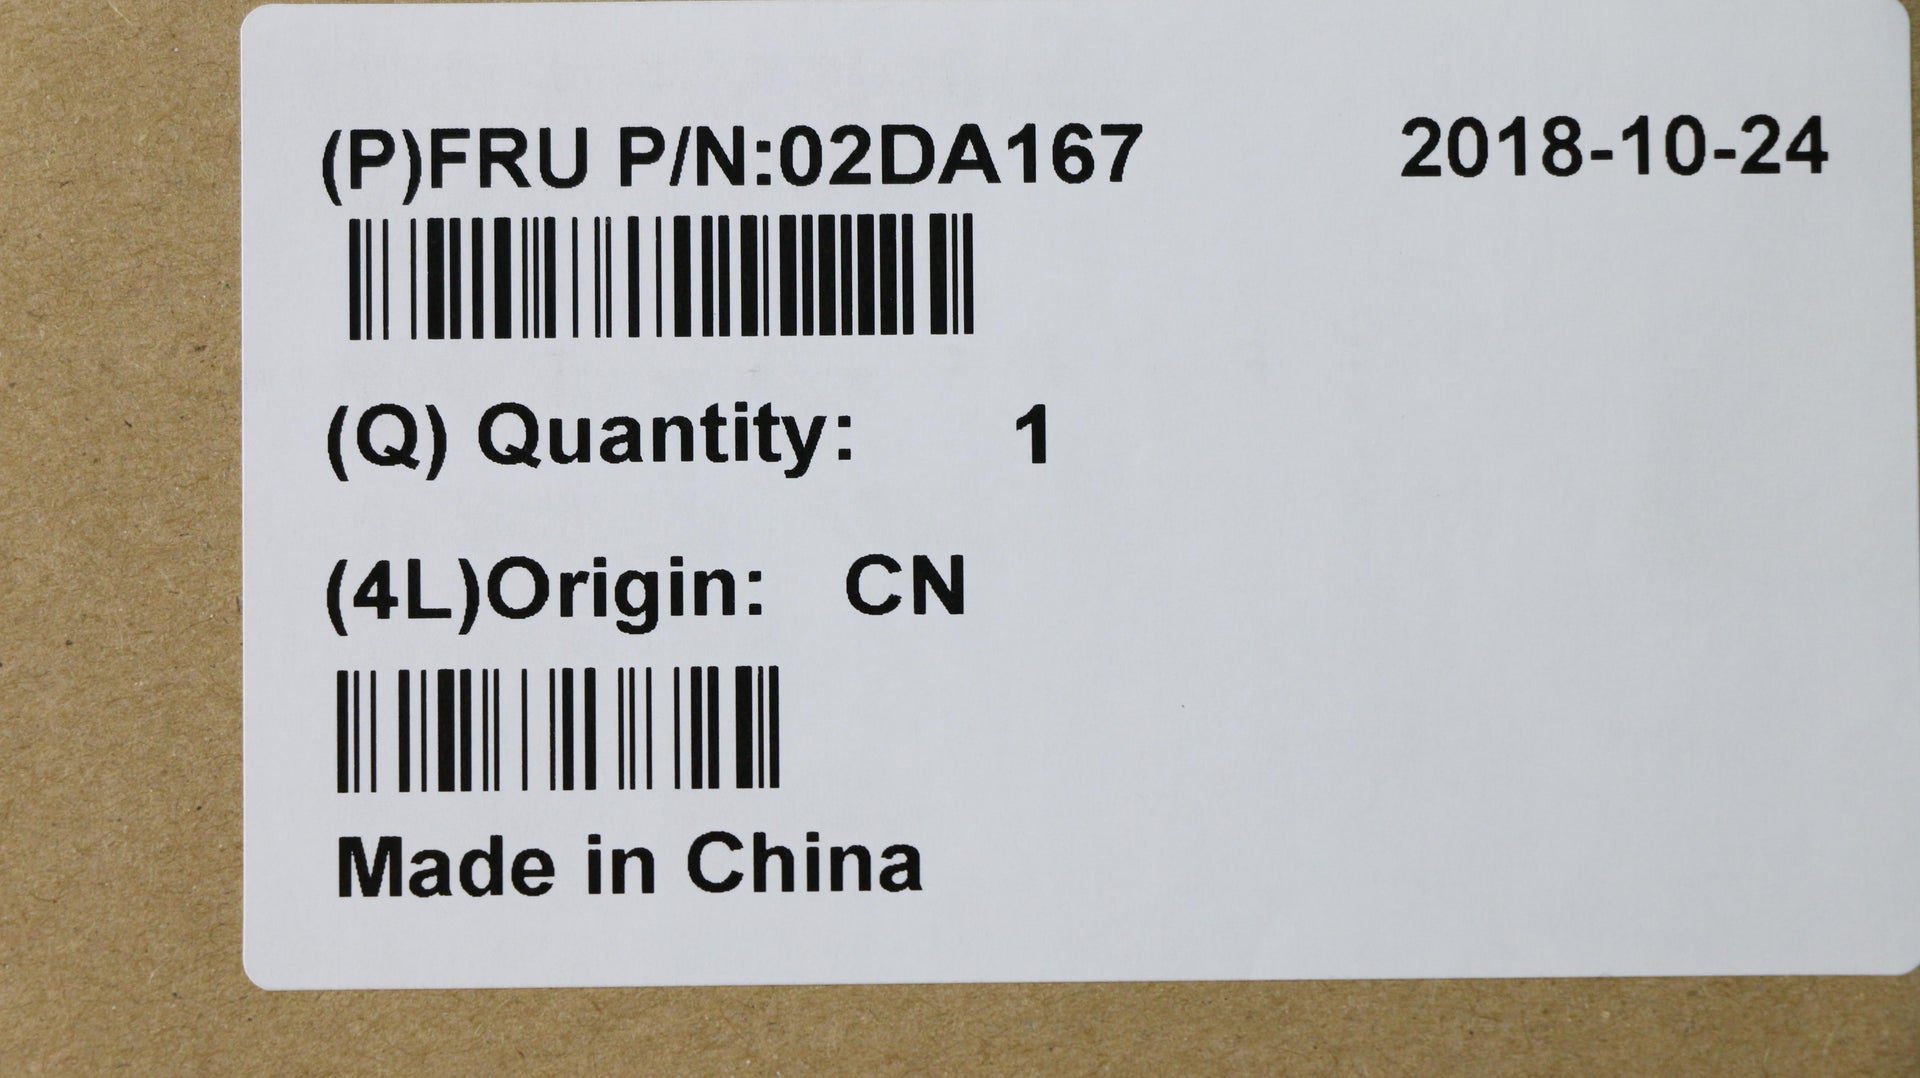 (P)FRU P/N:02DA167 2018-10-24
(Q) Quantity: 1
(4L)Origin: CN
Made in China